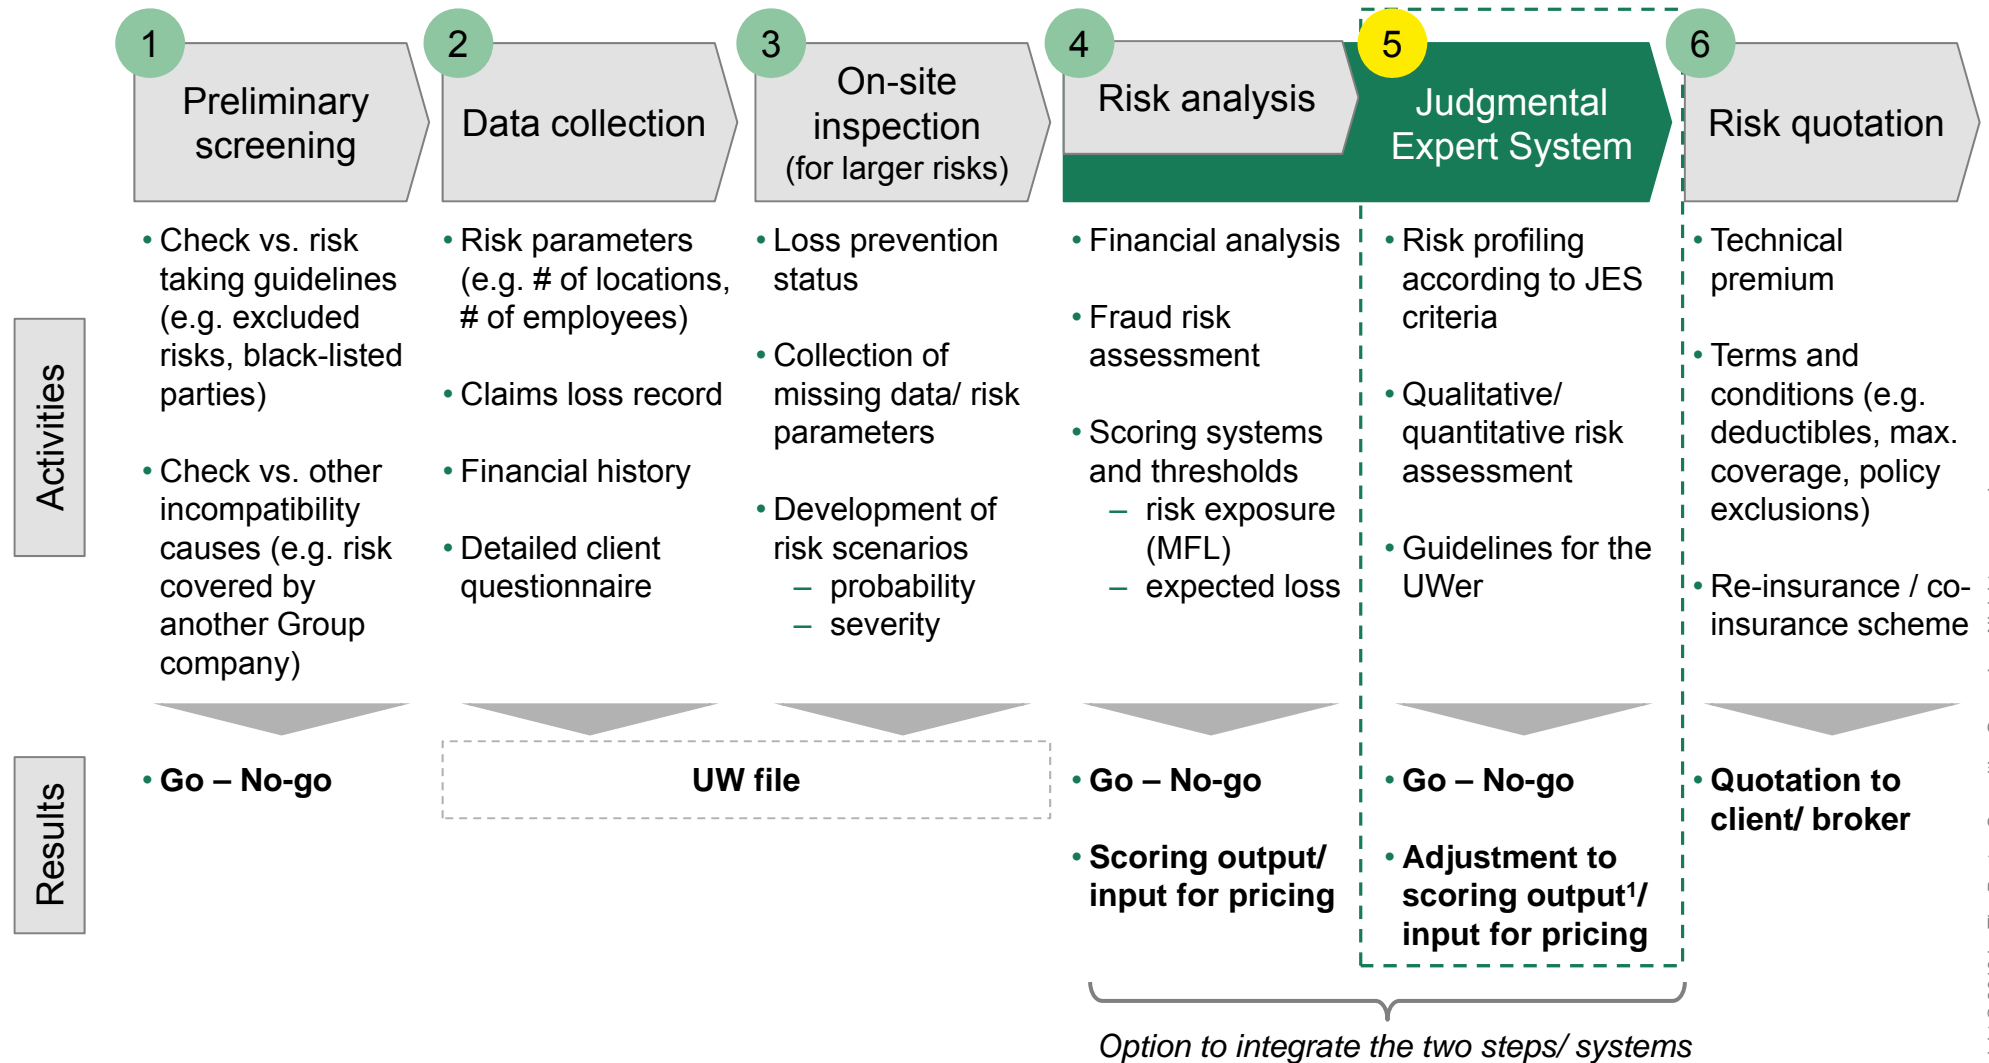 1
Preliminary
screening
2
Data collection
3
On-site
inspection
(for larger risks)
4
Risk analysis
5
Judgmental
Expert System
6
Risk quotation
Activities
• Check vs. risk
taking guidelines
(e.g. excluded
risks, black-listed
parties)
• Check vs. other
incompatibility
causes (e.g. risk
covered by
another Group
company)
• Risk parameters
(e.g. # of locations,
# of employees)
• Claims loss record
• Financial history
• Detailed client
questionnaire
• Loss prevention
status
• Collection of
missing data/ risk
parameters
• Development of
risk scenarios
– probability
– severity
• Financial analysis
• Fraud risk
assessment
• Scoring systems
and thresholds
– risk exposure
(MFL)
– expected loss
• Risk profiling
according to JES
criteria
• Qualitative/
quantitative risk
assessment
• Guidelines for the
UWer
• Technical
premium
• Terms and
conditions (e.g.
deductibles, max.
coverage, policy
exclusions)
• Re-insurance / co-
insurance scheme
Results
• Go – No-go
UW file
• Go – No-go
• Scoring output/
input for pricing
• Go – No-go
• Adjustment to
scoring output¹/
input for pricing
• Quotation to
client/ broker
Option to integrate the two steps/ systems